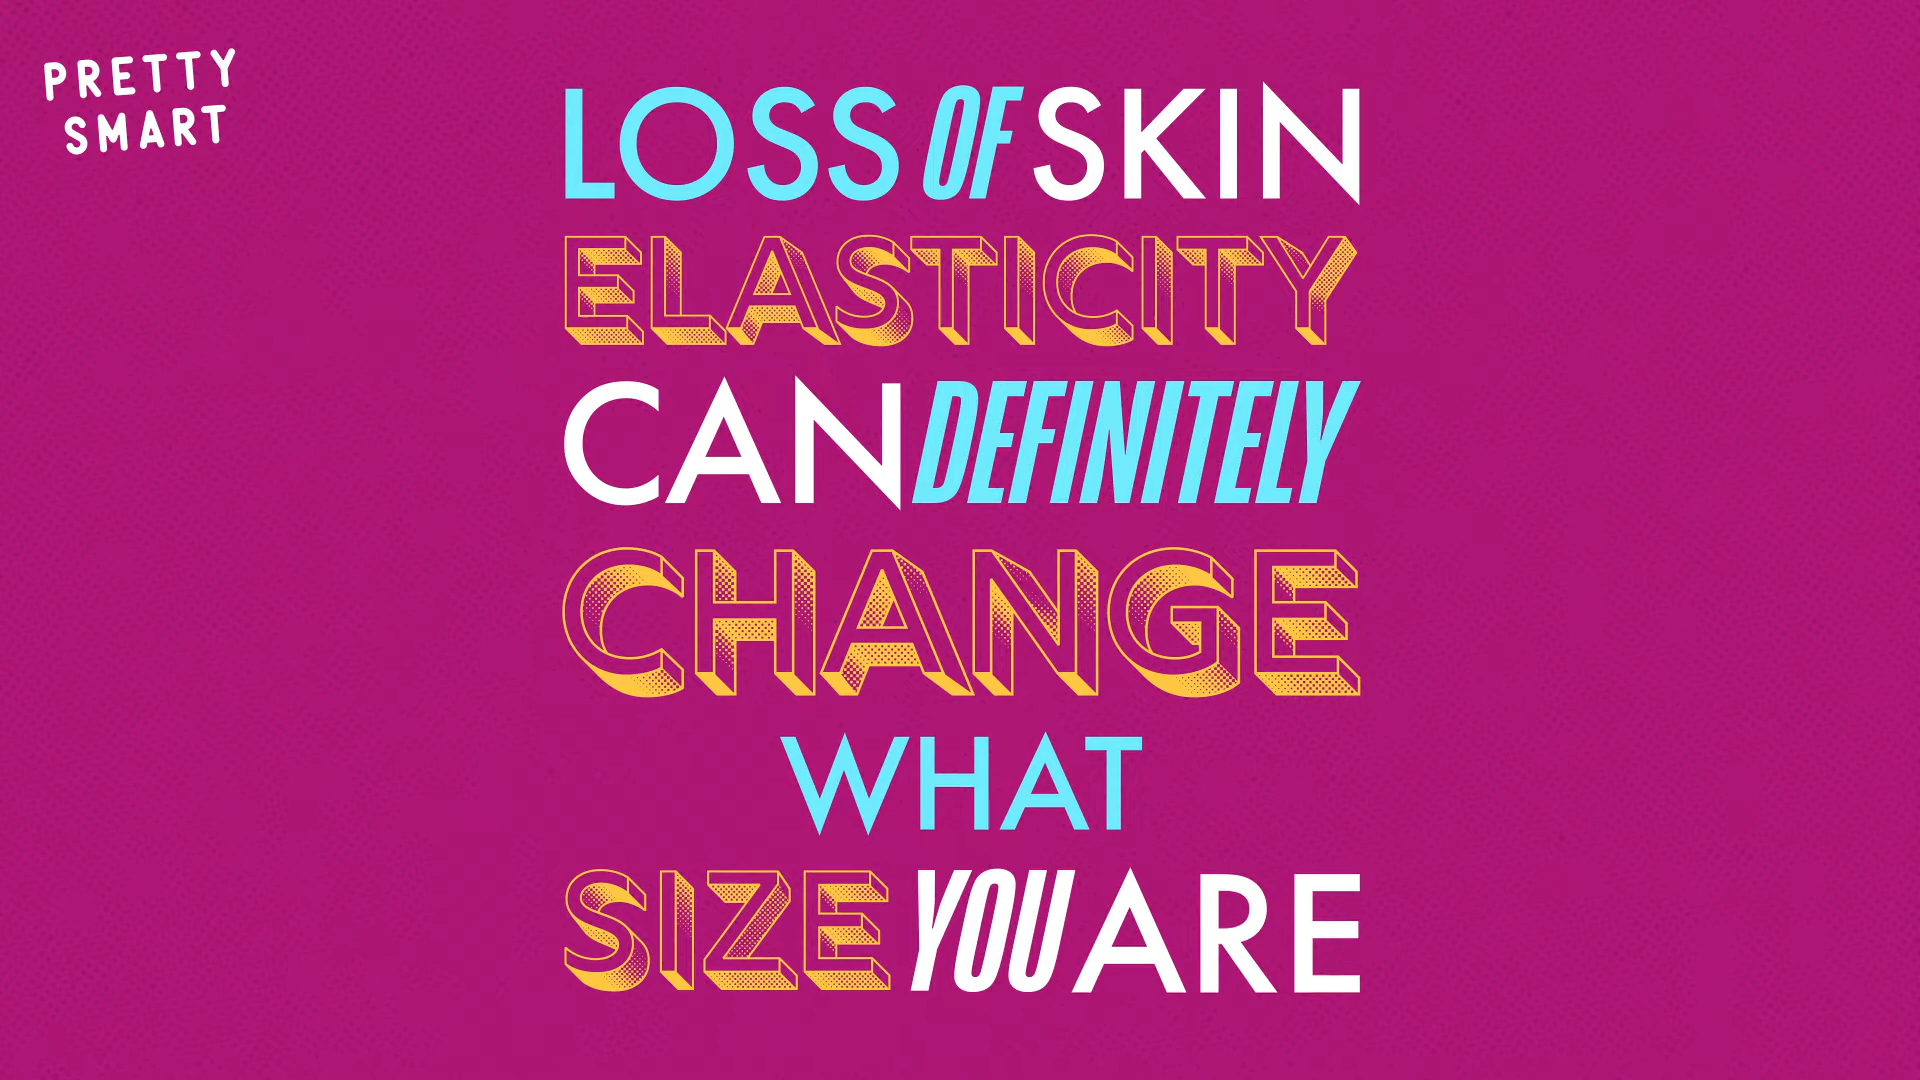 PRETTY
SMART
LOSS OF SKIN
ELASTICITY
CAN DEFINITELY
CHANGE
WHAT
SIZE YOU ARE